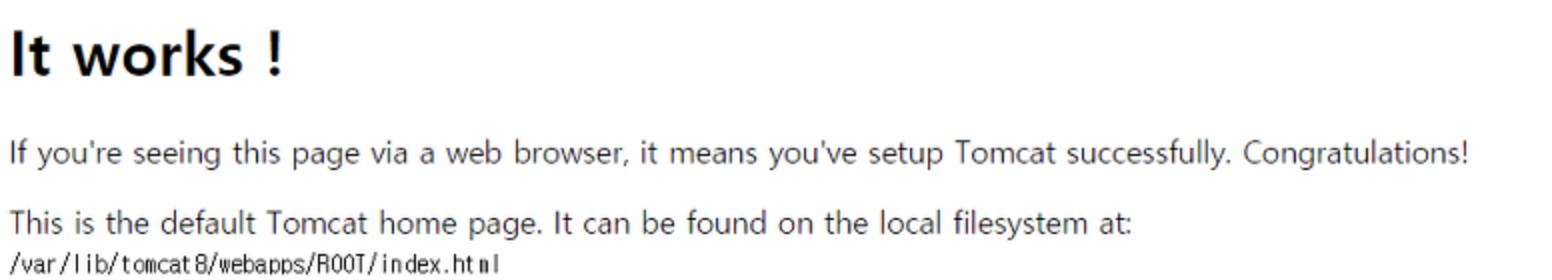 It works !
If you're seeing this page via a web browser, it means you've setup Tomcat successfully. Congratulations!
This is the default Tomcat home page. It can be found on the local filesystem at:
/var/lib/tomcat8/webapps/ROOT/index.html